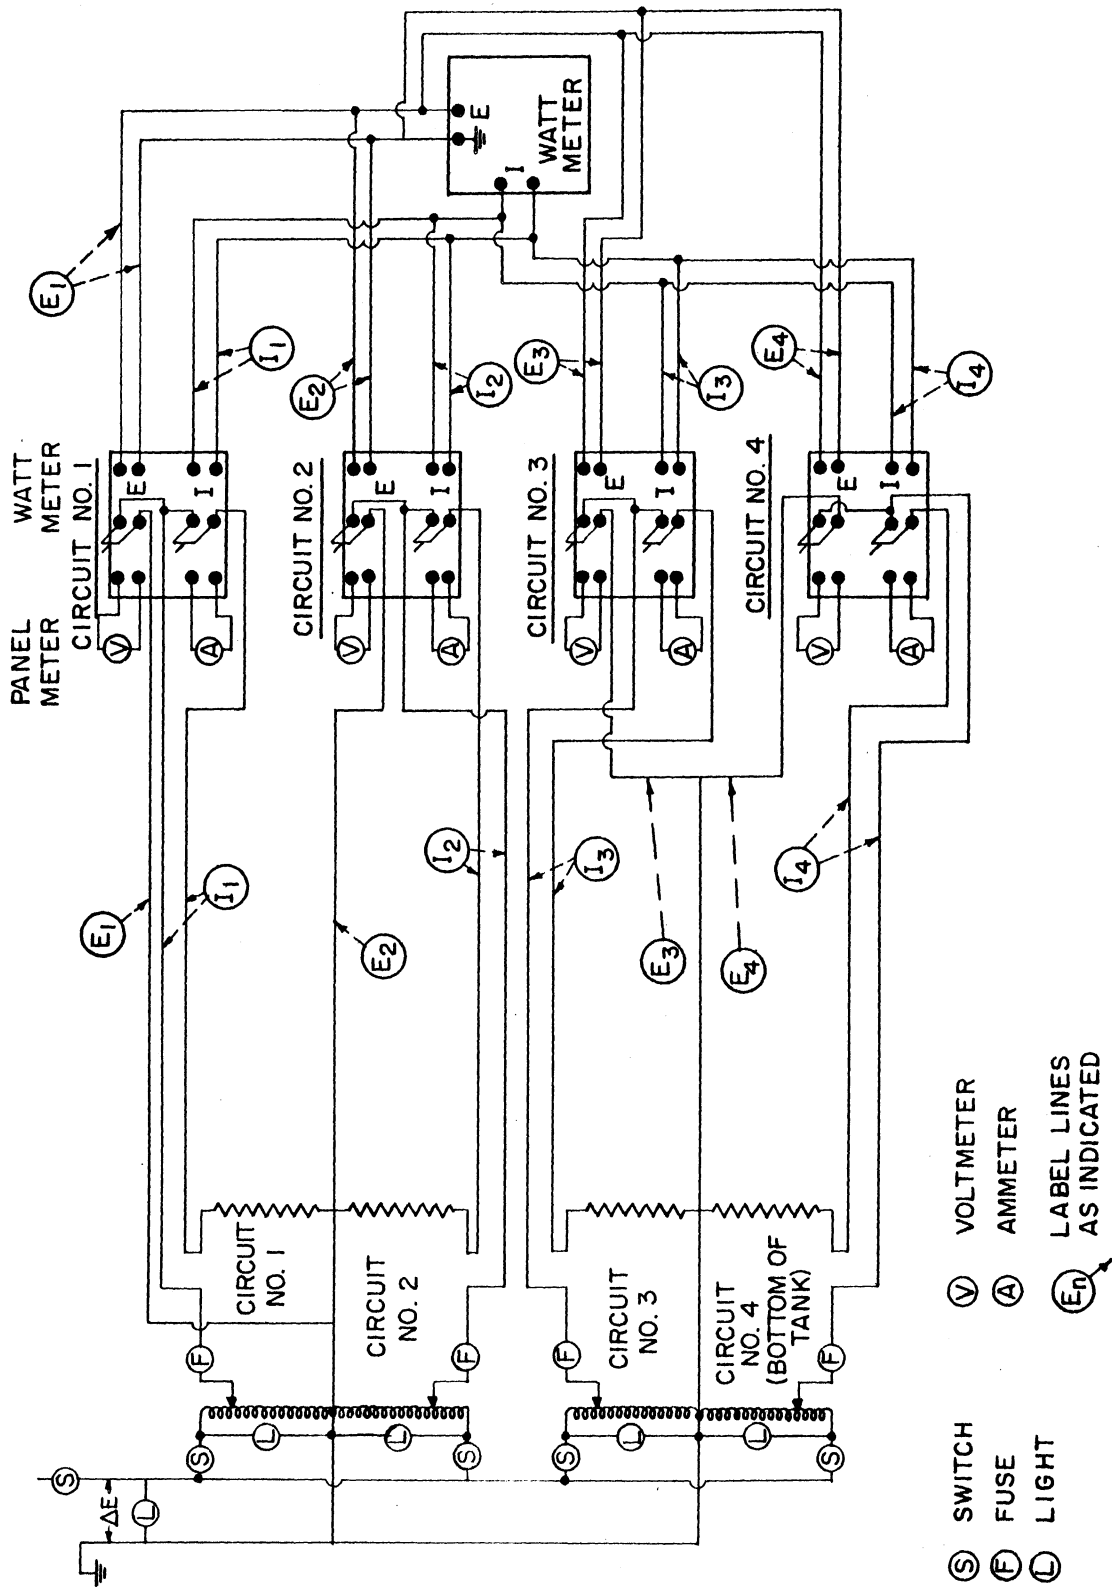 PANEL METER
WATT METER
CIRCUIT NO. 1
V
A
E
I
E1
I1
E1
I1
CIRCUIT NO. 1
ΔE
S
L
S
L
F
CIRCUIT NO. 2
V
A
E
I
E2
I2
E2
I2
CIRCUIT NO. 2
L
S
F
E
I
WATT METER
CIRCUIT NO. 3
V
A
E
I
E3
I3
E3
I3
CIRCUIT NO. 3
S
L
F
CIRCUIT NO. 4
V
A
E
I
E4
I4
E4
I4
CIRCUIT NO. 4
(BOTTOM OF TANK)
L
S
F
S SWITCH
F FUSE
L LIGHT
V VOLTMETER
A AMMETER
En LABEL LINES AS INDICATED